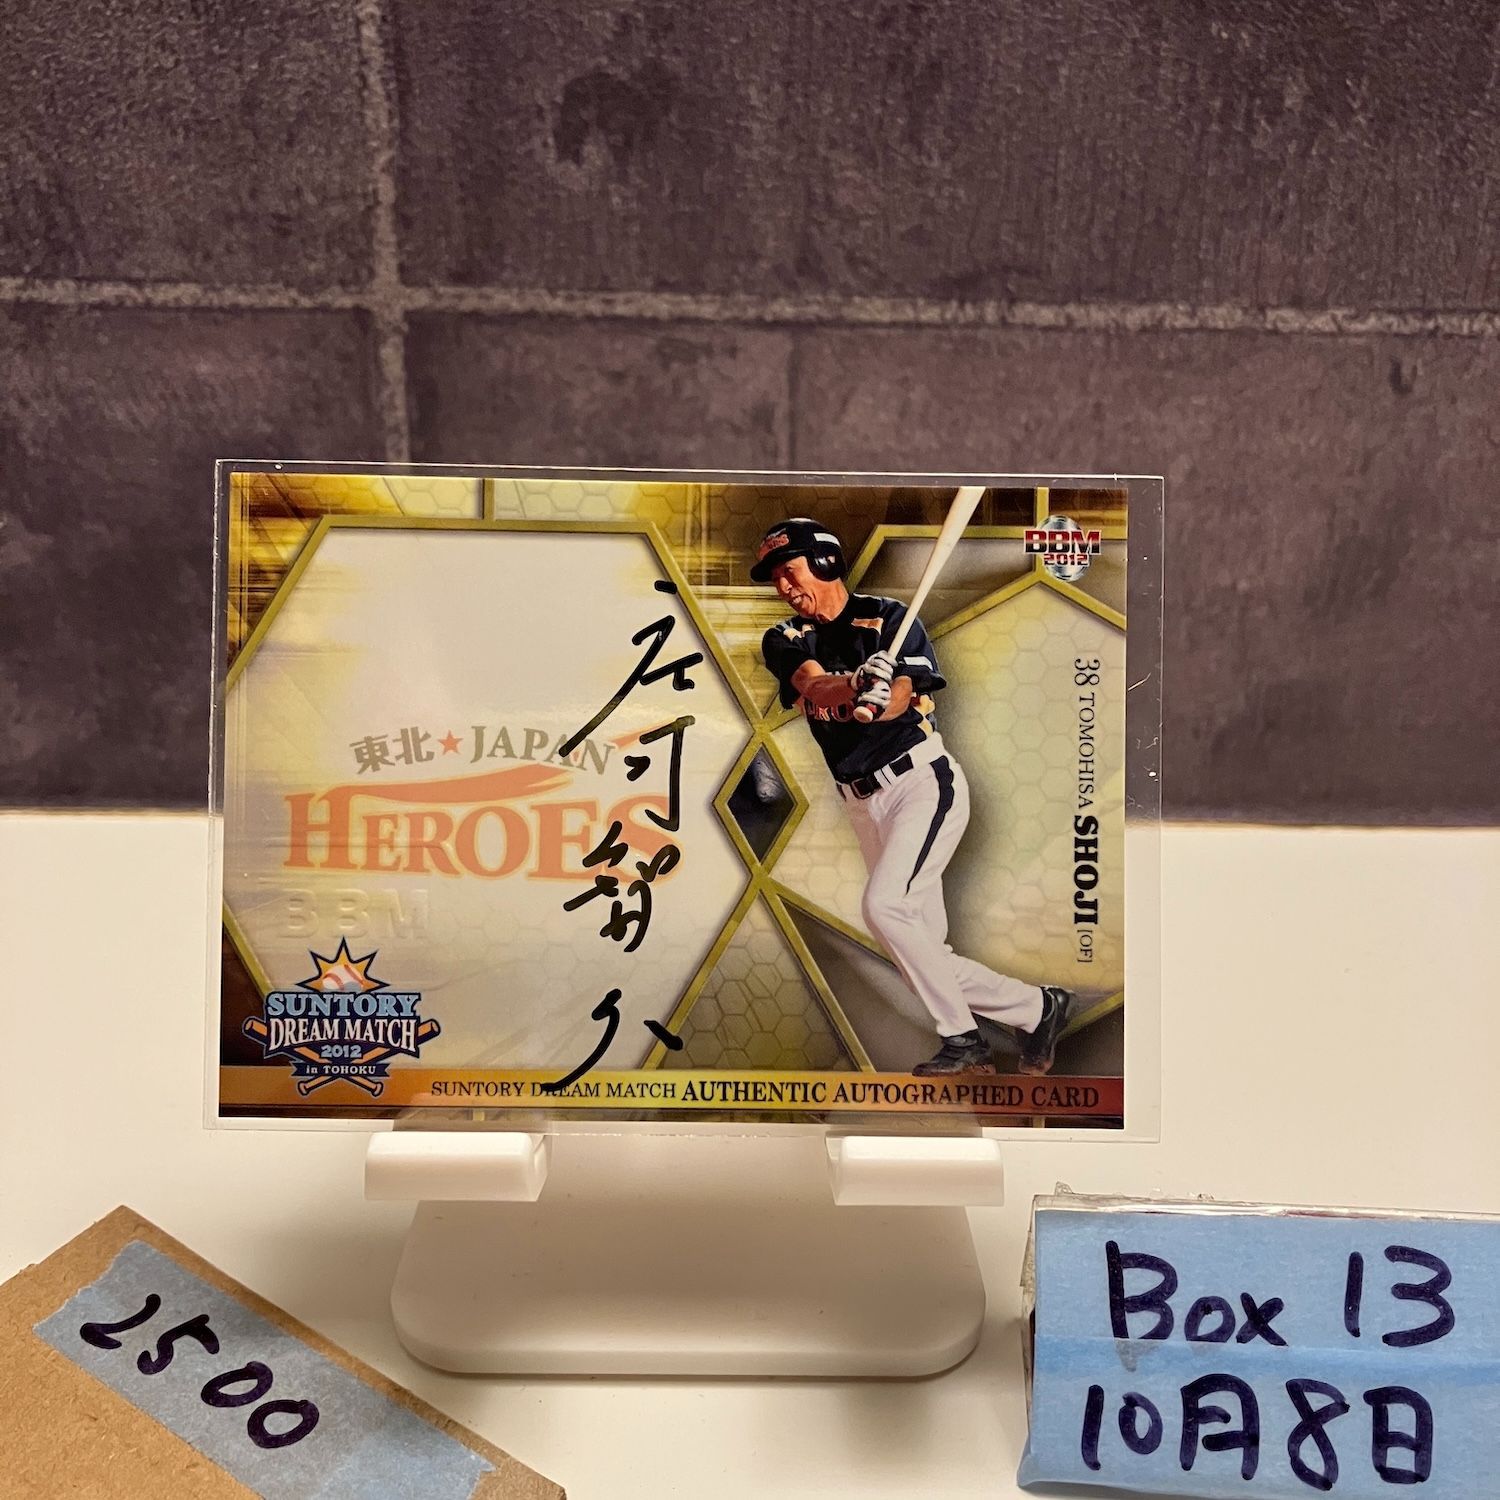 BBM
2012
38 TOMOHISA SHOJI [OF]
庄司智久
東北★JAPAN
HEROES
BBM
SUNTORY
DREAM MATCH
2012
in TOHOKU
SUNTORY DREAM MATCH AUTHENTIC AUTOGRAPHED CARD
2500
Box 13
10月8日